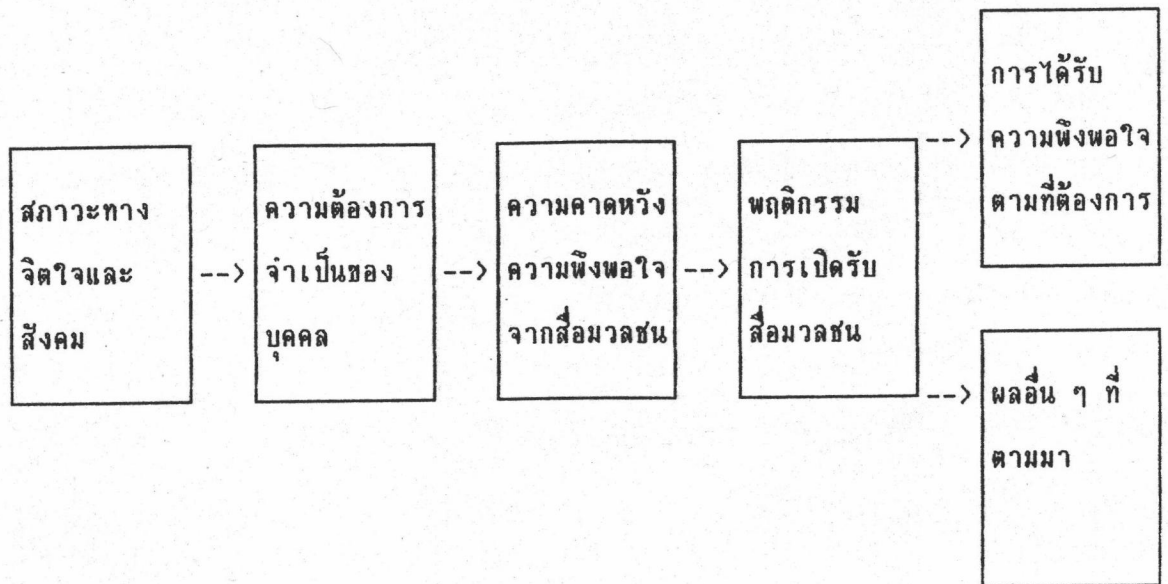 สภาวะทาง
จิตใจและ
สังคม
-->
ความต้องการ
จำเป็นของ
บุคคล
-->
ความคาดหวัง
ความพึงพอใจ
จากสื่อมวลชน
-->
พฤติกรรม
การเปิดรับ
สื่อมวลชน
-->
การได้รับ
ความพึงพอใจ
ตามที่ต้องการ
-->
ผลอื่น ๆ ที่
ตามมา